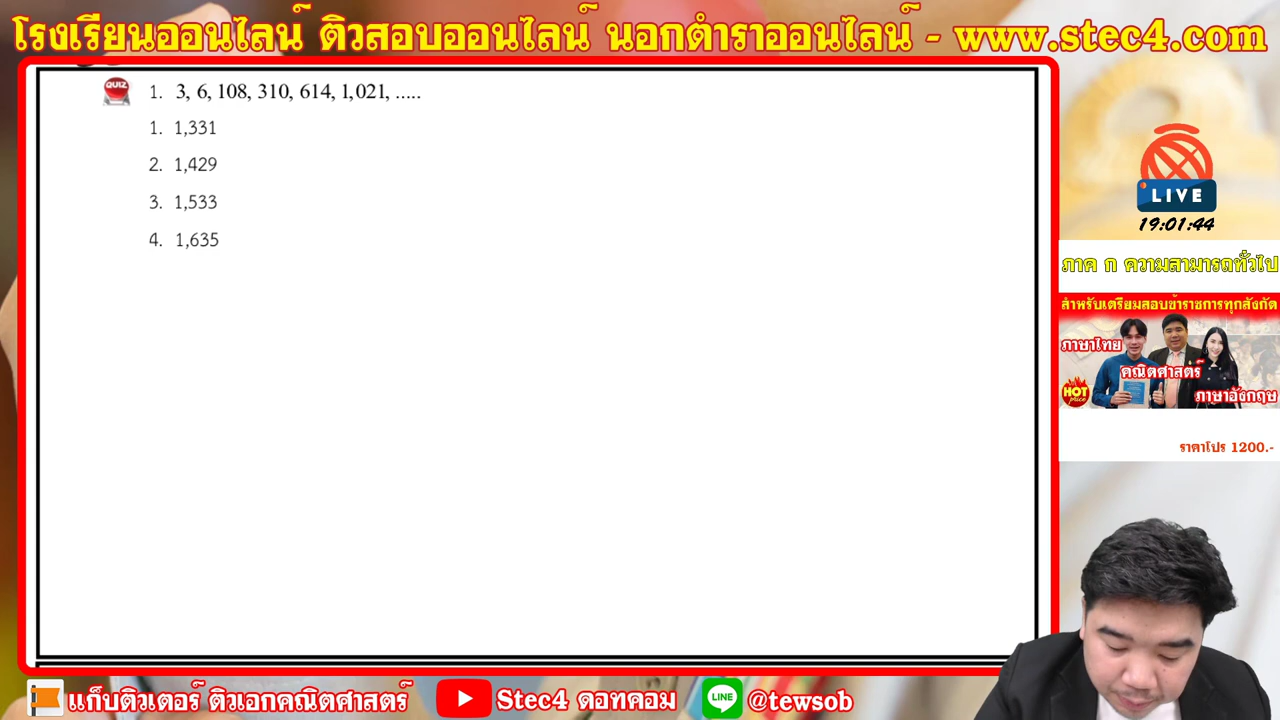 โรงเรียนออนไลน์ ติวสอบออนไลน์ นอกตำราออนไลน์ - www.stec4.com
QUIZ 1. 3, 6, 108, 310, 614, 1,021, .....
1. 1,331
2. 1,429
3. 1,533
4. 1,635
LIVE
19:01:44
ภาค ก ความสามารถทั่วไป
สำหรับเตรียมสอบข้าราชการทุกสังกัด
ภาษาไทย
คณิตศาสตร์
HOT
price
ภาษาอังกฤษ
ราคาโปร 1200.-
แก็บติวเตอร์ ติวเอกคณิตศาสตร์
Stec4 ดอทคอม
LINE
@tewsob